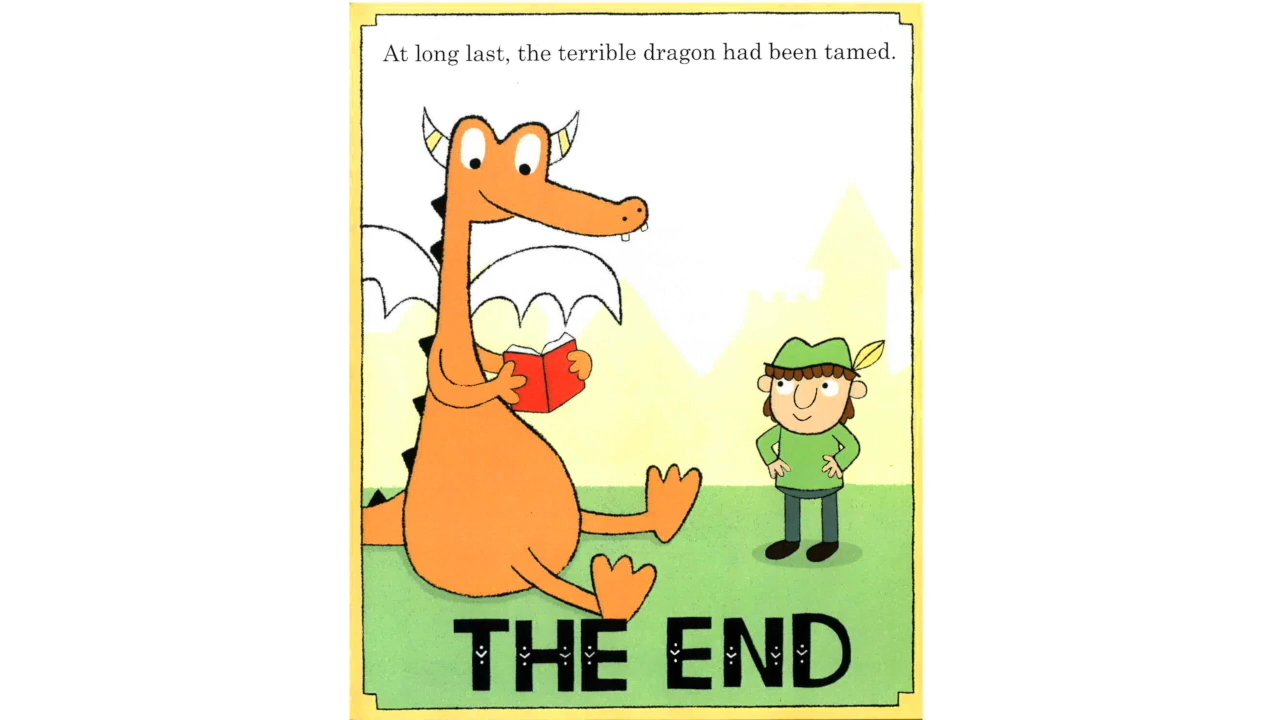 At long last, the terrible dragon had been tamed.
THE END